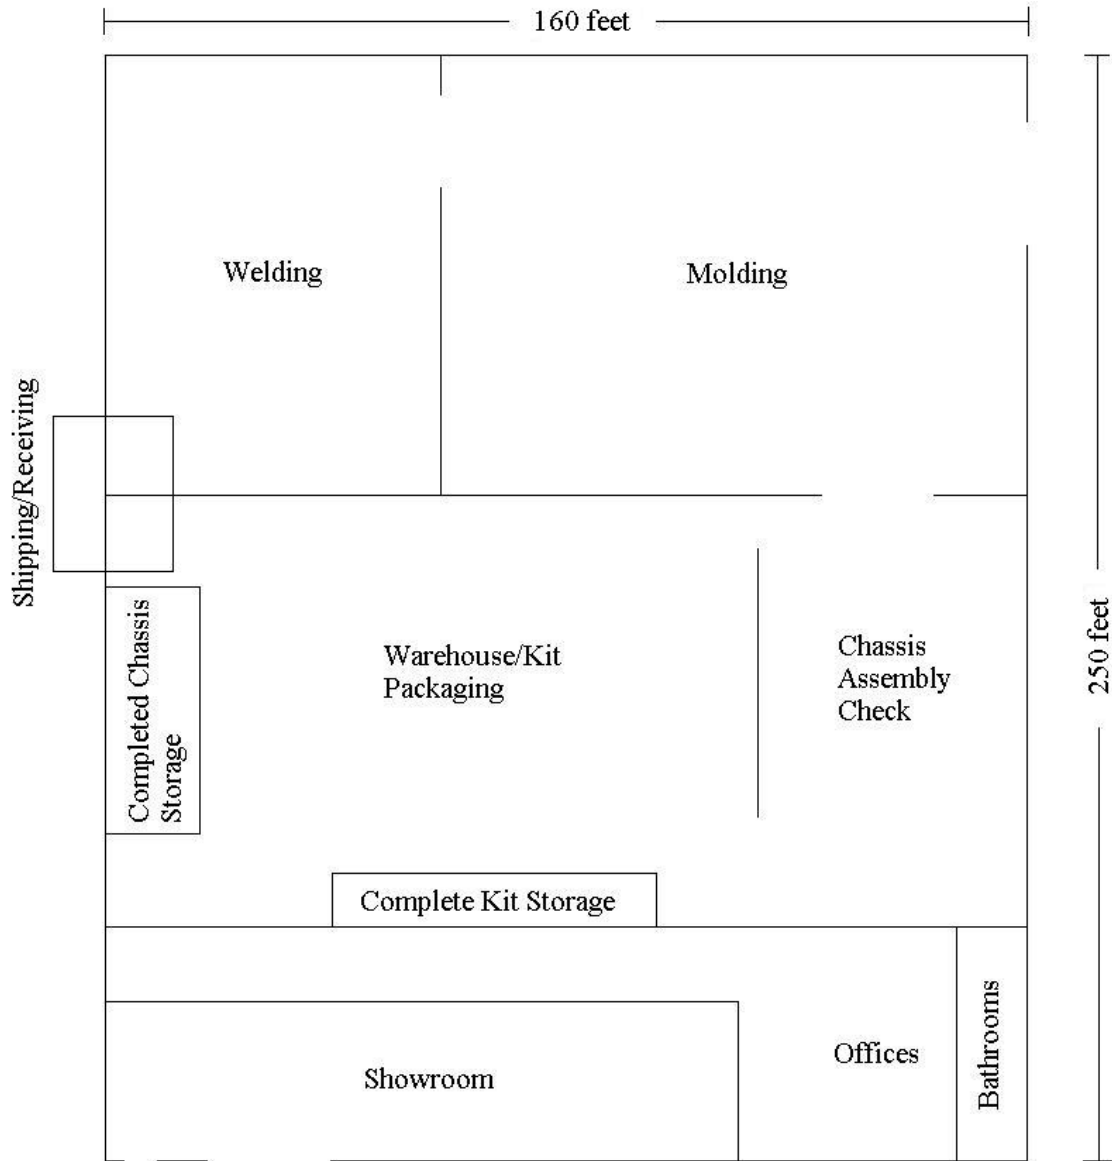 160 feet
Welding
Molding
Shipping/Receiving
250 feet
Completed Chassis
Storage
Warehouse/Kit
Packaging
Chassis
Assembly
Check
Complete Kit Storage
Showroom
Offices
Bathrooms